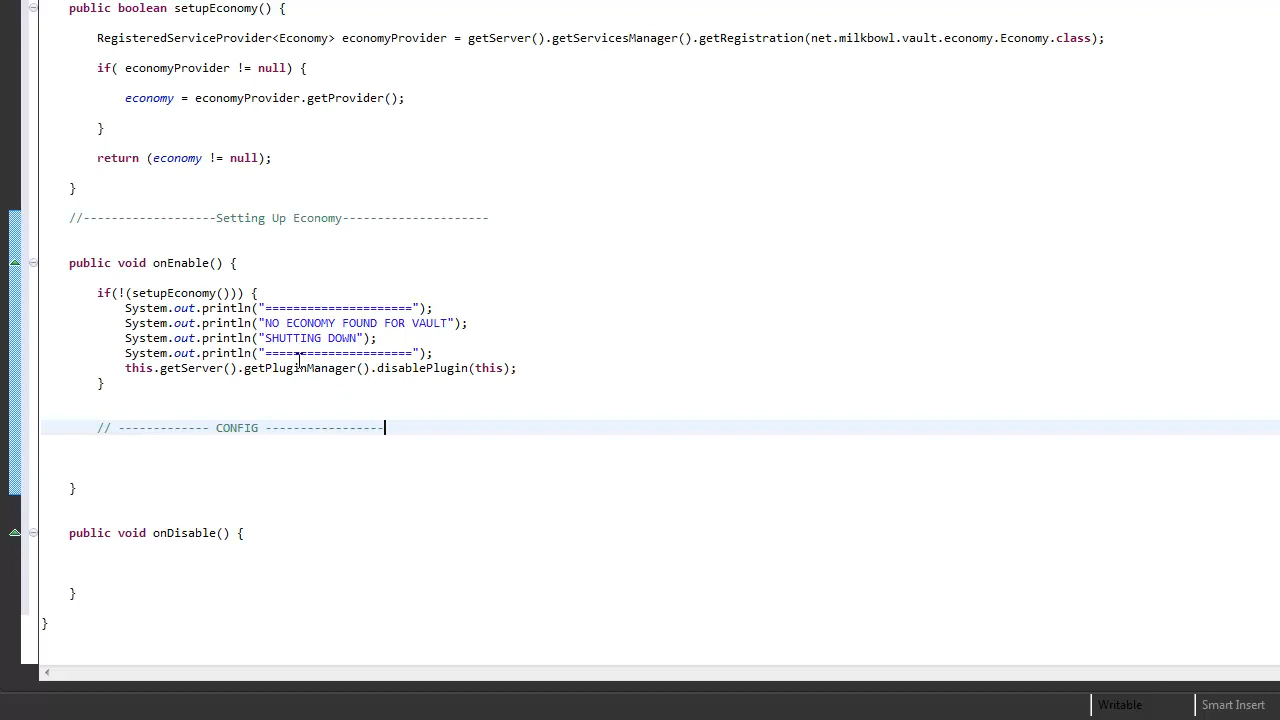 public boolean setupEconomy() {
RegisteredServiceProvider<Economy> economyProvider = getServer().getServicesManager().getRegistration(net.milkbowl.vault.economy.Economy.class);
if( economyProvider != null) {
economy = economyProvider.getProvider();
}
return (economy != null);
}
//-------------------Setting Up Economy---------------------
public void onEnable() {
if(!(setupEconomy())) {
System.out.println("=====================");
System.out.println("NO ECONOMY FOUND FOR VAULT");
System.out.println("SHUTTING DOWN");
System.out.println("=====================");
this.getServer().getPluginManager().disablePlugin(this);
}
// ------------- CONFIG -----------------
}
public void onDisable() {
}
}
Writable
Smart Insert